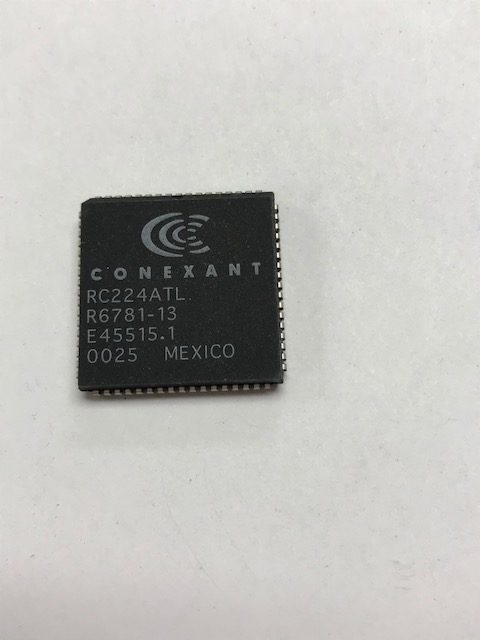 CONEXANT
RC224ATL
R6781-13
E45515.1
0025 MEXICO